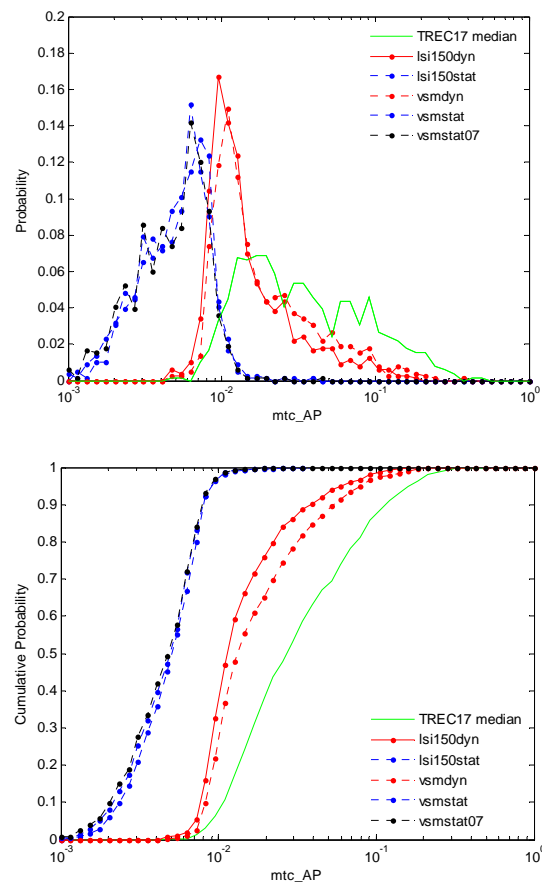 0.2
0.18
0.16
0.14
0.12
0.1
0.08
0.06
0.04
0.02
0
Probability
TREC17 median
lsi150dyn
lsi150stat
vsmdyn
vsmstat
vsmstat07
10^-3
10^-2
10^-1
10^0
mtc_AP
1
0.9
0.8
0.7
0.6
0.5
0.4
0.3
0.2
0.1
0
Cumulative Probability
TREC17 median
lsi150dyn
lsi150stat
vsmdyn
vsmstat
vsmstat07
10^-3
10^-2
10^-1
10^0
mtc_AP